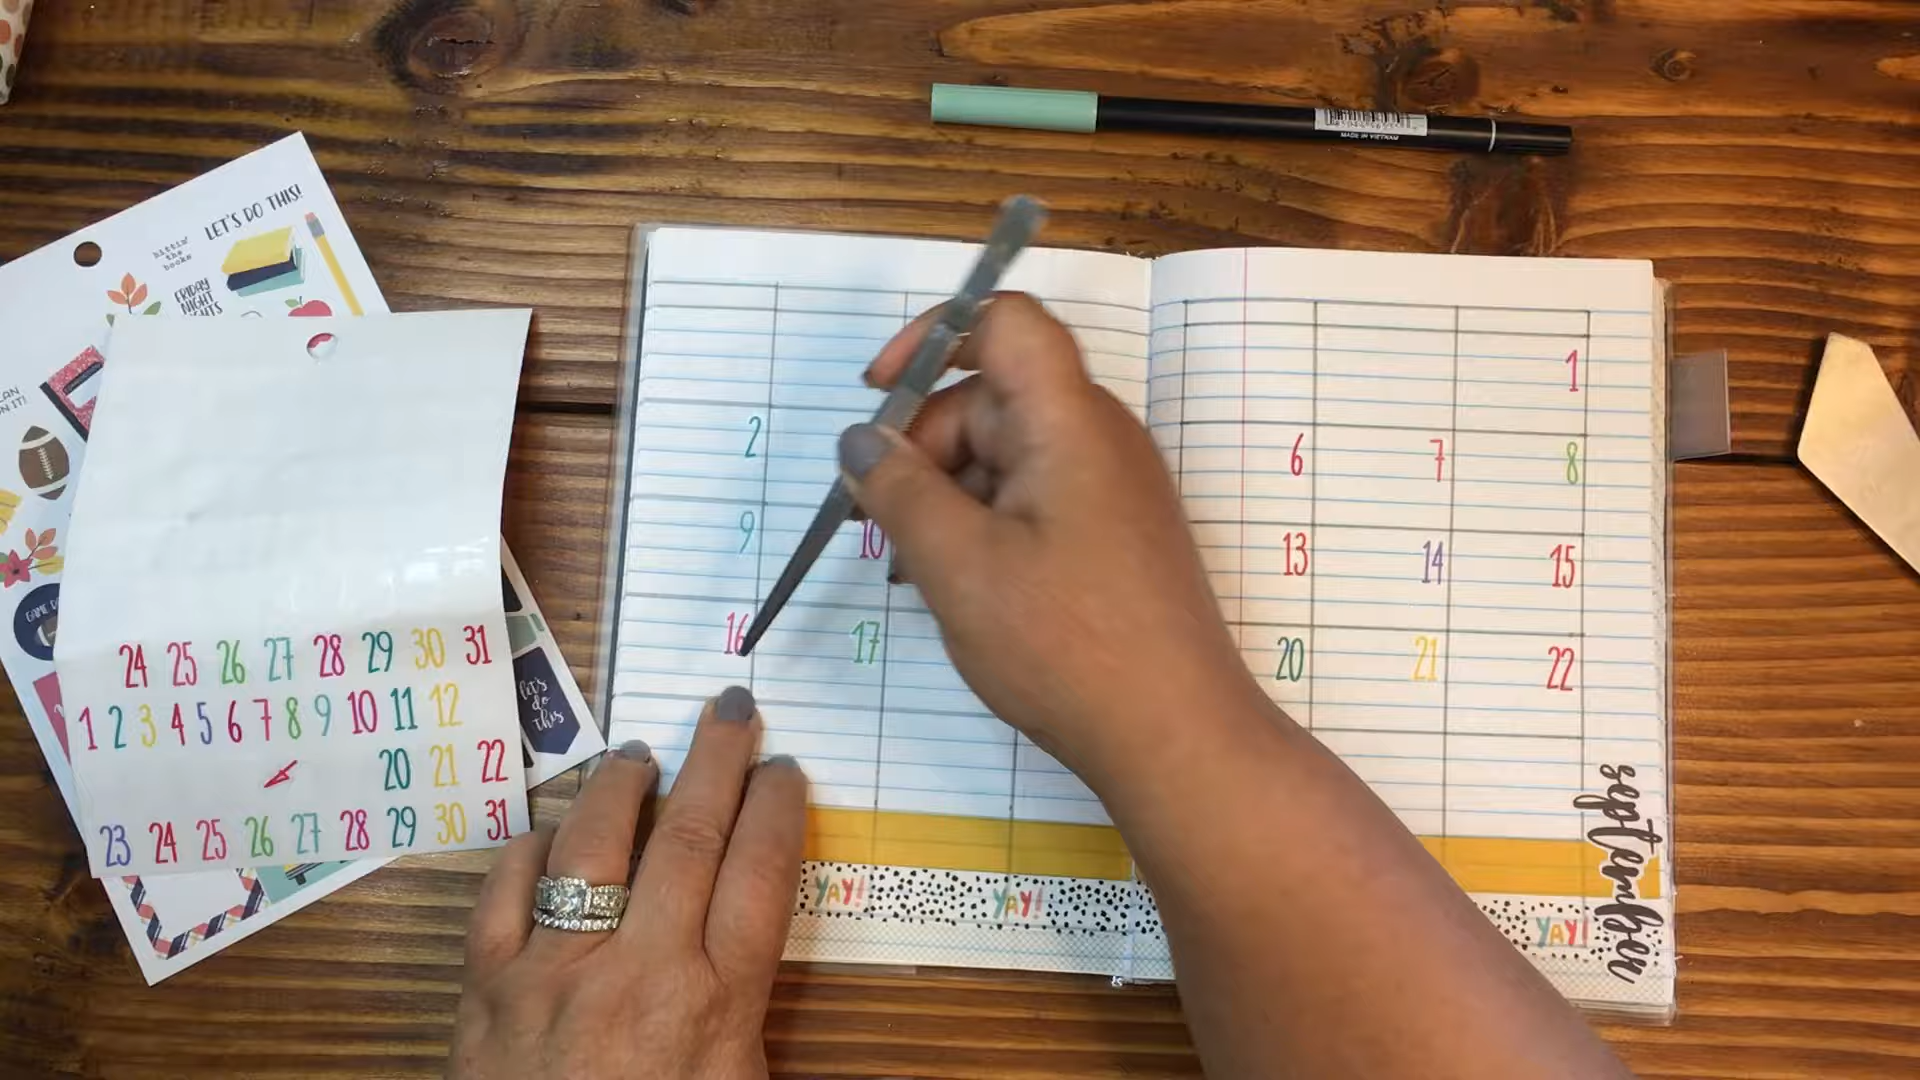 MADE IN VIETNAM
LET'S DO THIS!
hittin'
the
books
FRIDAY
NIGHT
let's
do
this
24 25 26 27 28 29 30 31
1 2 3 4 5 6 7 8 9 10 11 12
20 21 22
23 24 25 26 27 28 29 30 31
1
2 6 7 8
9 10 13 14 15
16 17 20 21 22
YAY! YAY! YAY!
september